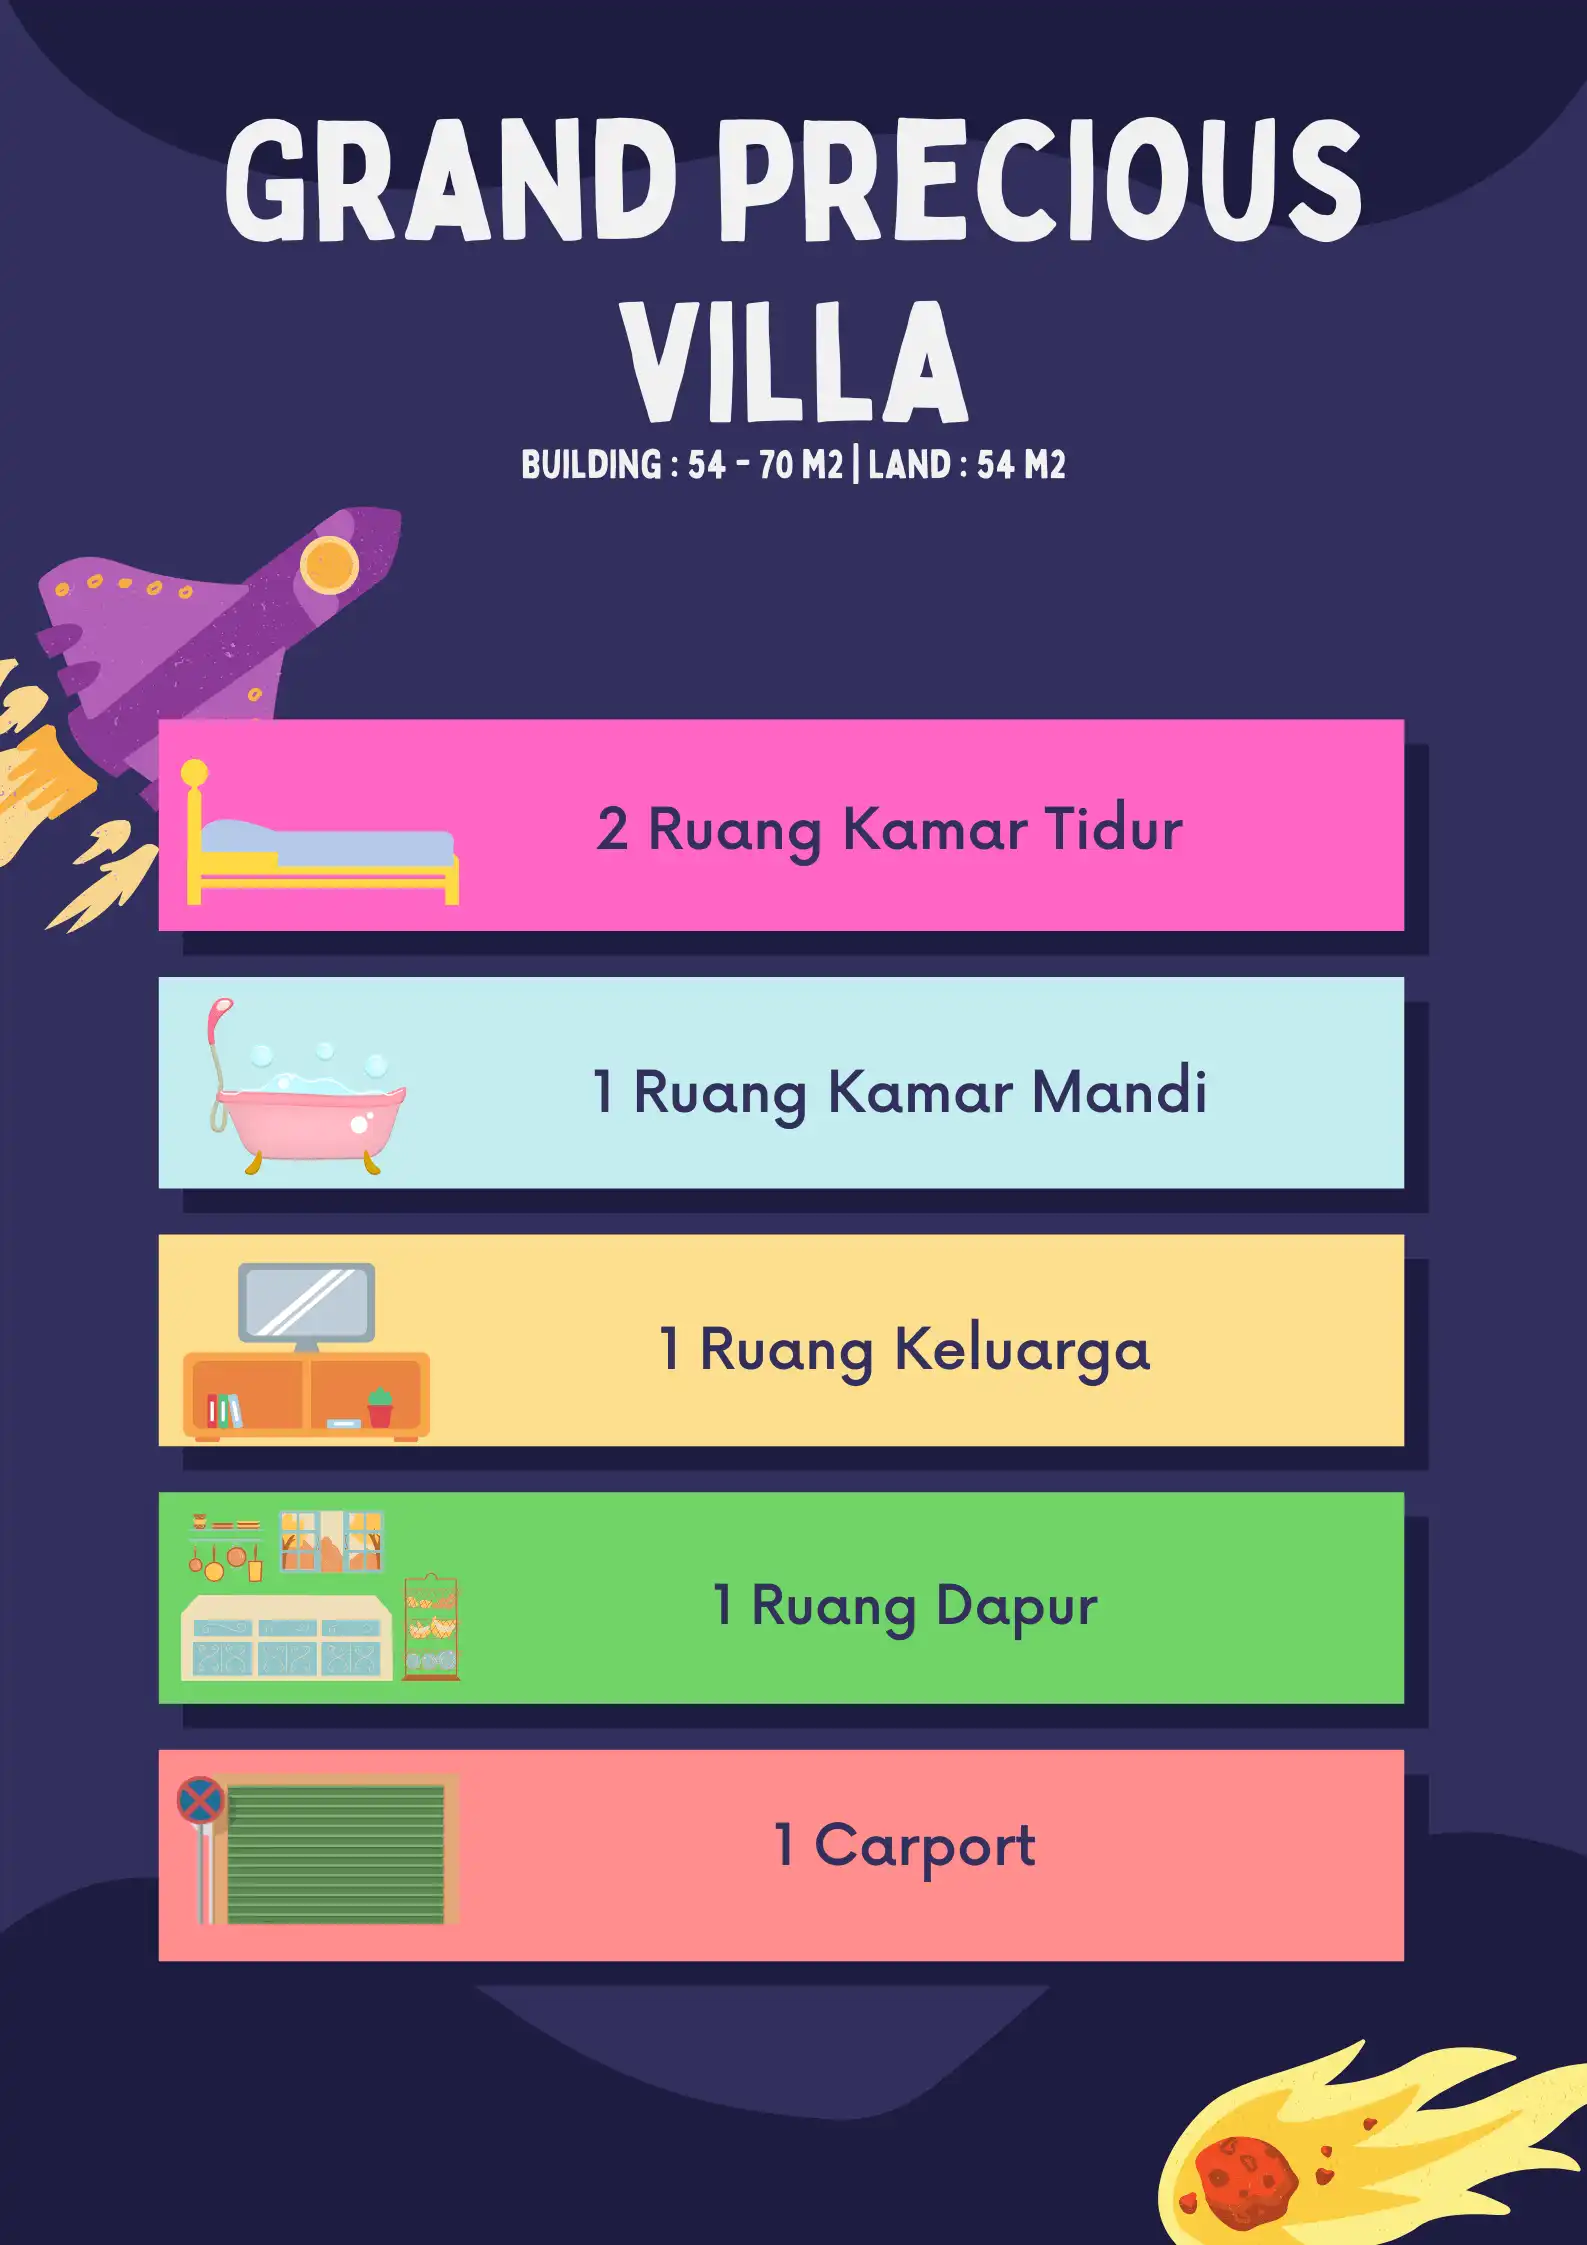 GRAND PRECIOUS
VILLA
BUILDING : 54 - 70 M2 | LAND : 54 M2
2 Ruang Kamar Tidur
1 Ruang Kamar Mandi
1 Ruang Keluarga
1 Ruang Dapur
1 Carport